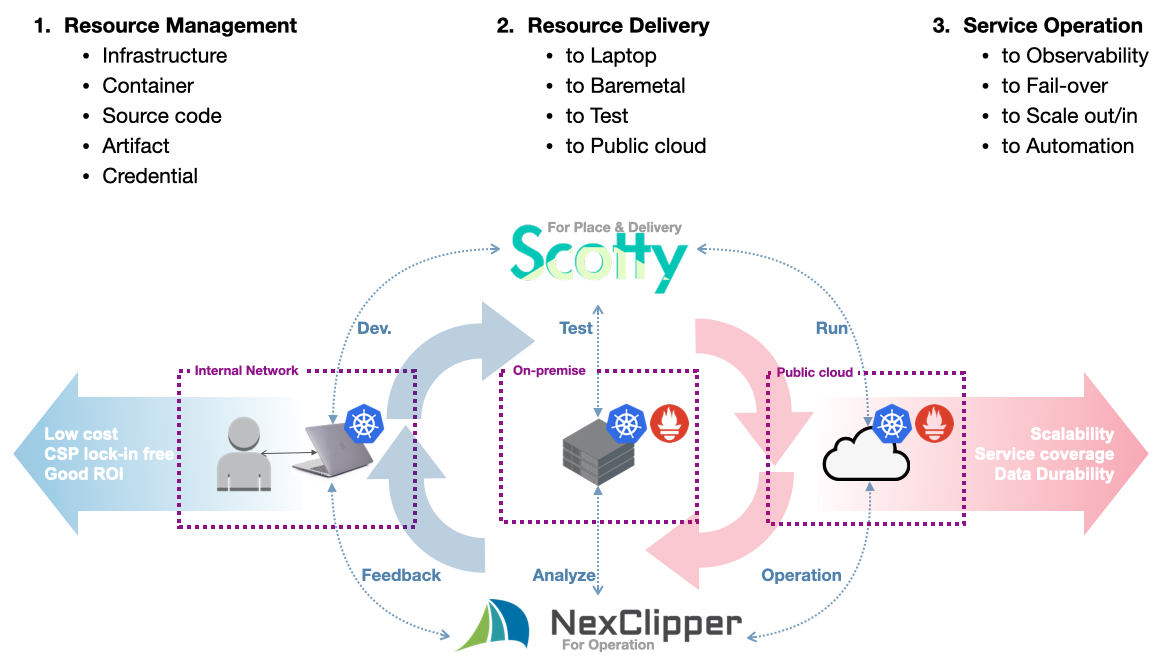 1. Resource Management
• Infrastructure
• Container
• Source code
• Artifact
• Credential
2. Resource Delivery
• to Laptop
• to Baremetal
• to Test
• to Public cloud
3. Service Operation
• to Observability
• to Fail-over
• to Scale out/in
• to Automation
For Place & Delivery
Scotty
Dev.
Test
Run
Internal Network
On-premise
Public cloud
Low cost
CSP lock-in free
Good ROI
Scalability
Service coverage
Data Durability
Feedback
Analyze
Operation
NexClipper
For Operation